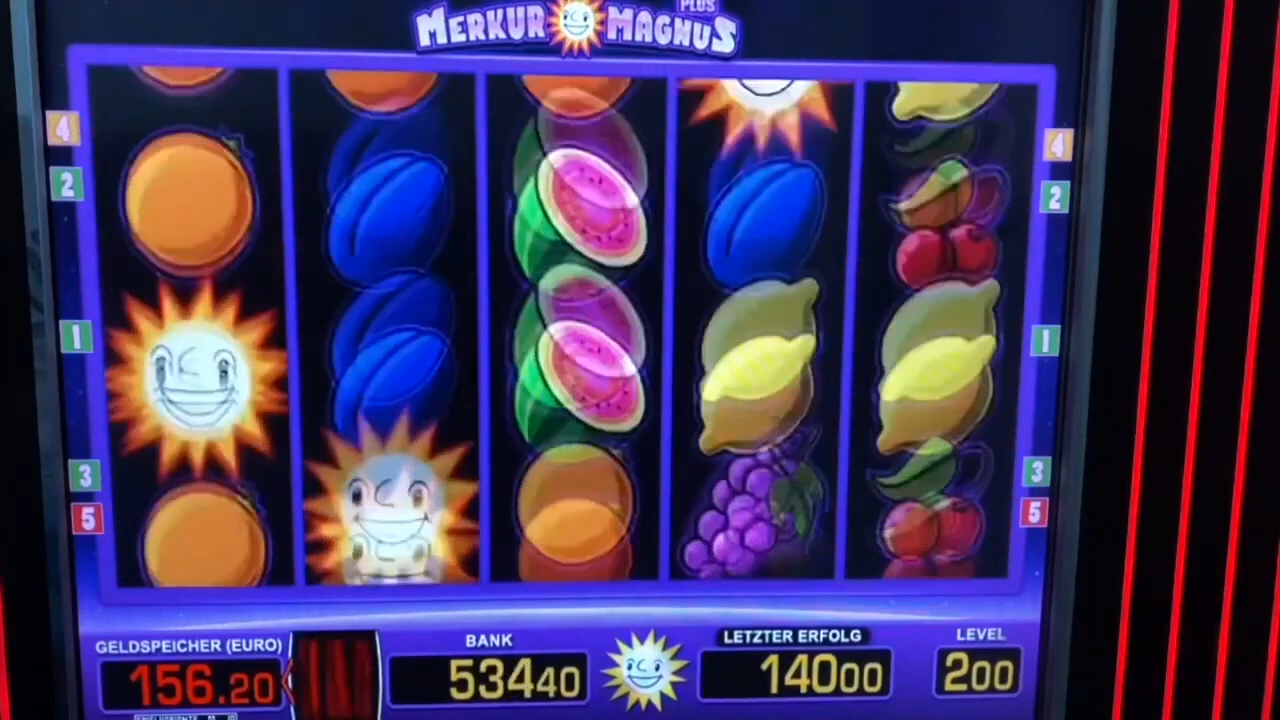 MERKUR MAGNUS PLUS
4 4
2 2
1 1
3 3
5 5
GELDSPEICHER (EURO) BANK LETZTER ERFOLG LEVEL
156.20 53440 14000 200